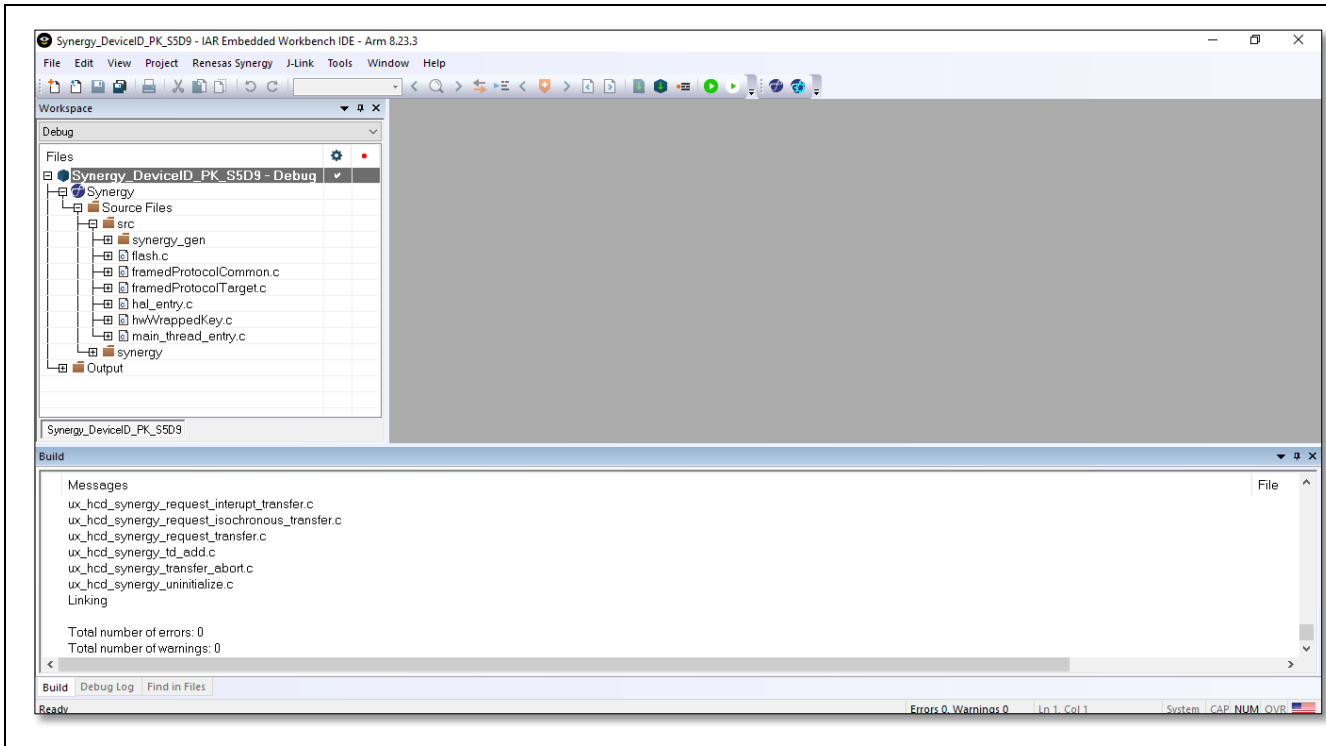 Synergy_DeviceID_PK_S5D9 - IAR Embedded Workbench IDE - Arm 8.23.3
File Edit View Project Renesas Synergy J-Link Tools Window Help
Workspace
Debug
Files
Synergy_DeviceID_PK_S5D9 - Debug
Synergy
Source Files
src
synergy_gen
flash.c
framedProtocolCommon.c
framedProtocolTarget.c
hal_entry.c
hwWrappedKey.c
main_thread_entry.c
synergy
Output
Synergy_DeviceID_PK_S5D9
Build
Messages File
ux_hcd_synergy_request_interupt_transfer.c
ux_hcd_synergy_request_isochronous_transfer.c
ux_hcd_synergy_request_transfer.c
ux_hcd_synergy_td_add.c
ux_hcd_synergy_transfer_abort.c
ux_hcd_synergy_uninitialize.c
Linking
Total number of errors: 0
Total number of warnings: 0
Build Debug Log Find in Files
Ready Errors 0, Warnings 0 Ln 1, Col 1 System CAP NUM OVR